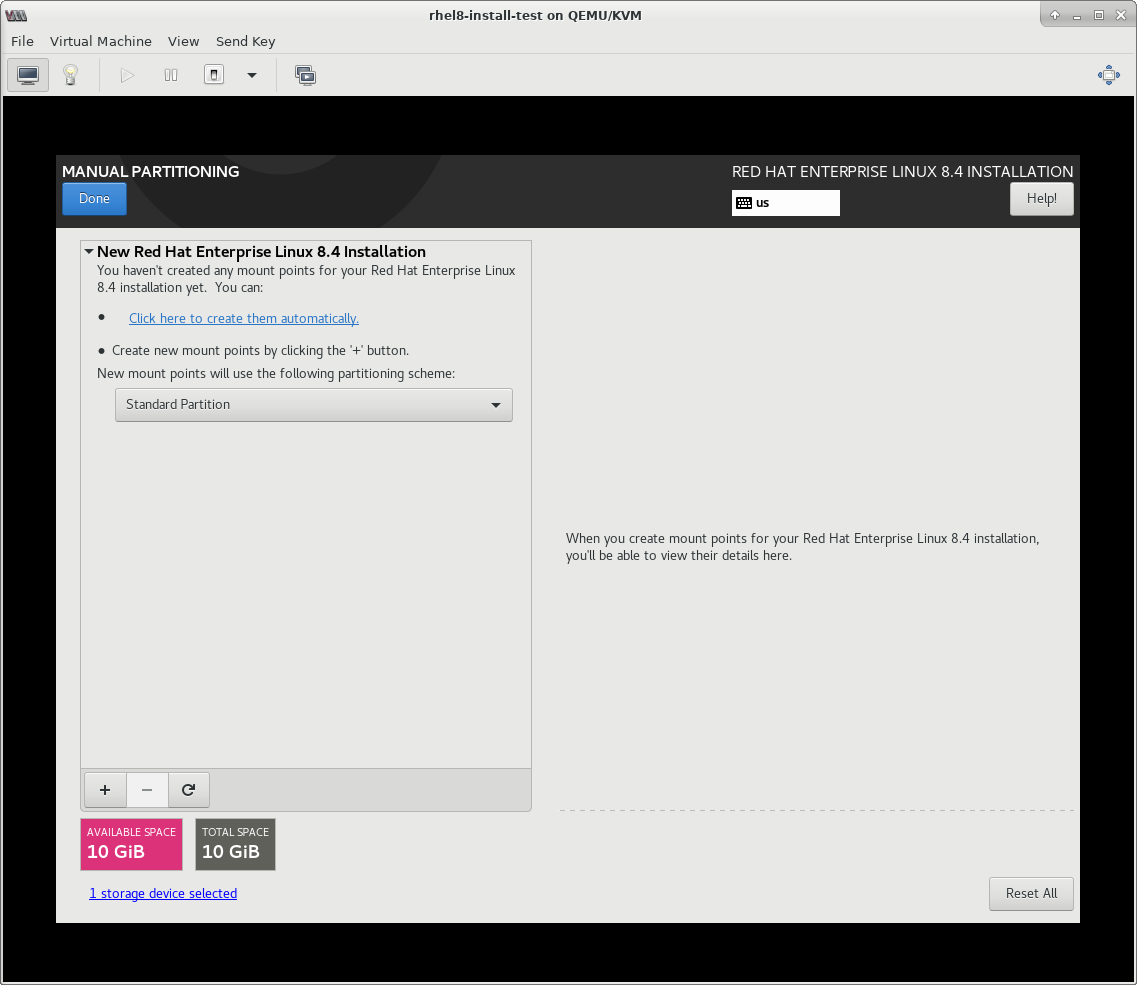 rhel8-install-test on QEMU/KVM
File Virtual Machine View Send Key
MANUAL PARTITIONING
Done
RED HAT ENTERPRISE LINUX 8.4 INSTALLATION
us
Help!
New Red Hat Enterprise Linux 8.4 Installation
You haven't created any mount points for your Red Hat Enterprise Linux
8.4 installation yet.  You can:
• Click here to create them automatically.
• Create new mount points by clicking the '+' button.
New mount points will use the following partitioning scheme:
Standard Partition
When you create mount points for your Red Hat Enterprise Linux 8.4 installation,
you'll be able to view their details here.
AVAILABLE SPACE
10 GiB
TOTAL SPACE
10 GiB
1 storage device selected
Reset All